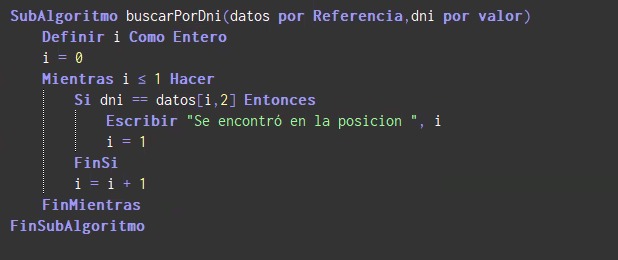 SubAlgoritmo buscarPorDni(datos por Referencia,dni por valor)
Definir i Como Entero
i = 0
Mientras i ≤ 1 Hacer
Si dni == datos[i,2] Entonces
Escribir "Se encontró en la posicion ", i
i = 1
FinSi
i = i + 1
FinMientras
FinSubAlgoritmo